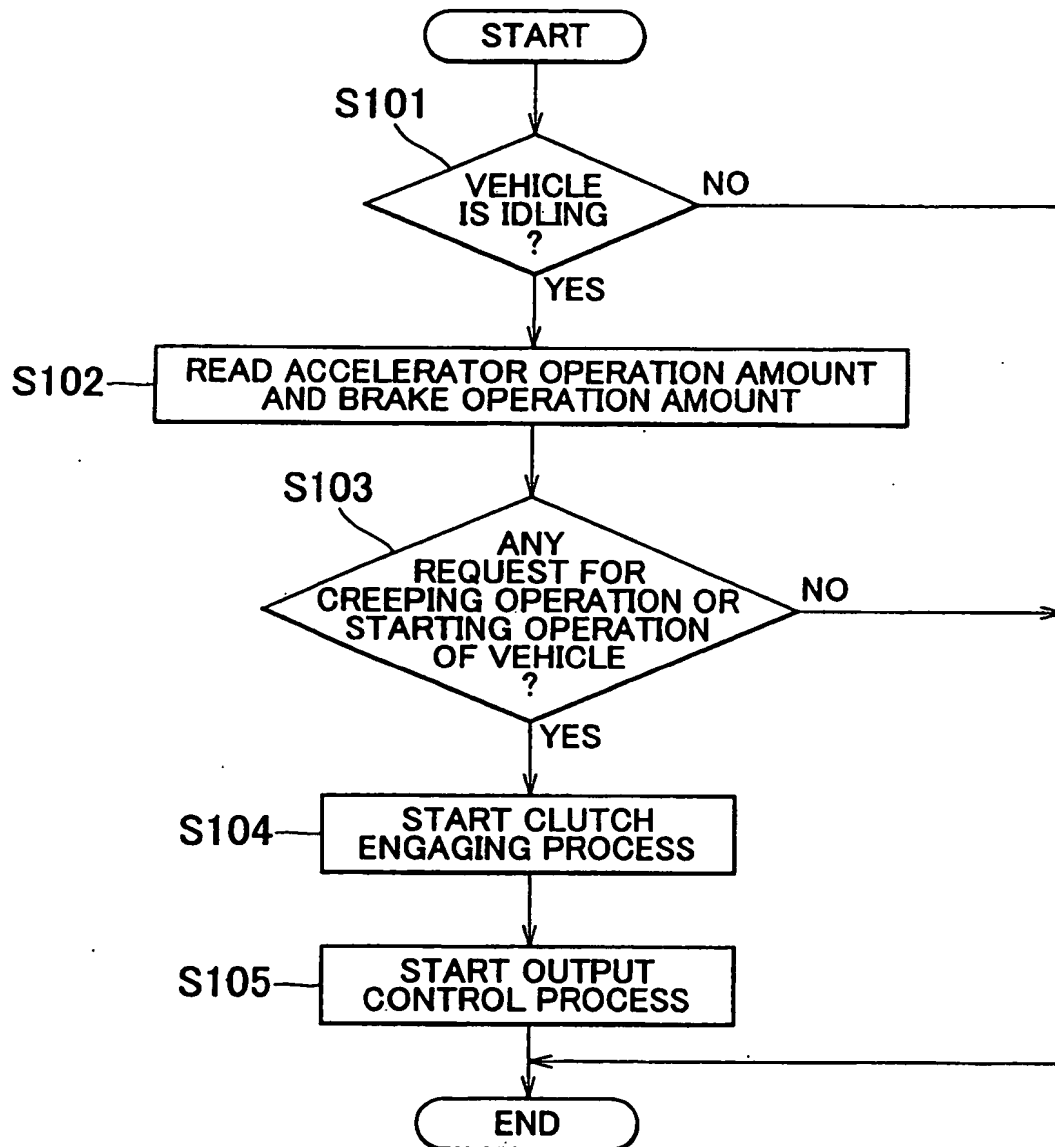 START
S101
VEHICLE
IS IDLING
?
NO
YES
S102
READ ACCELERATOR OPERATION AMOUNT
AND BRAKE OPERATION AMOUNT
S103
ANY
REQUEST FOR
CREEPING OPERATION OR
STARTING OPERATION
OF VEHICLE
?
NO
YES
S104
START CLUTCH
ENGAGING PROCESS
S105
START OUTPUT
CONTROL PROCESS
END